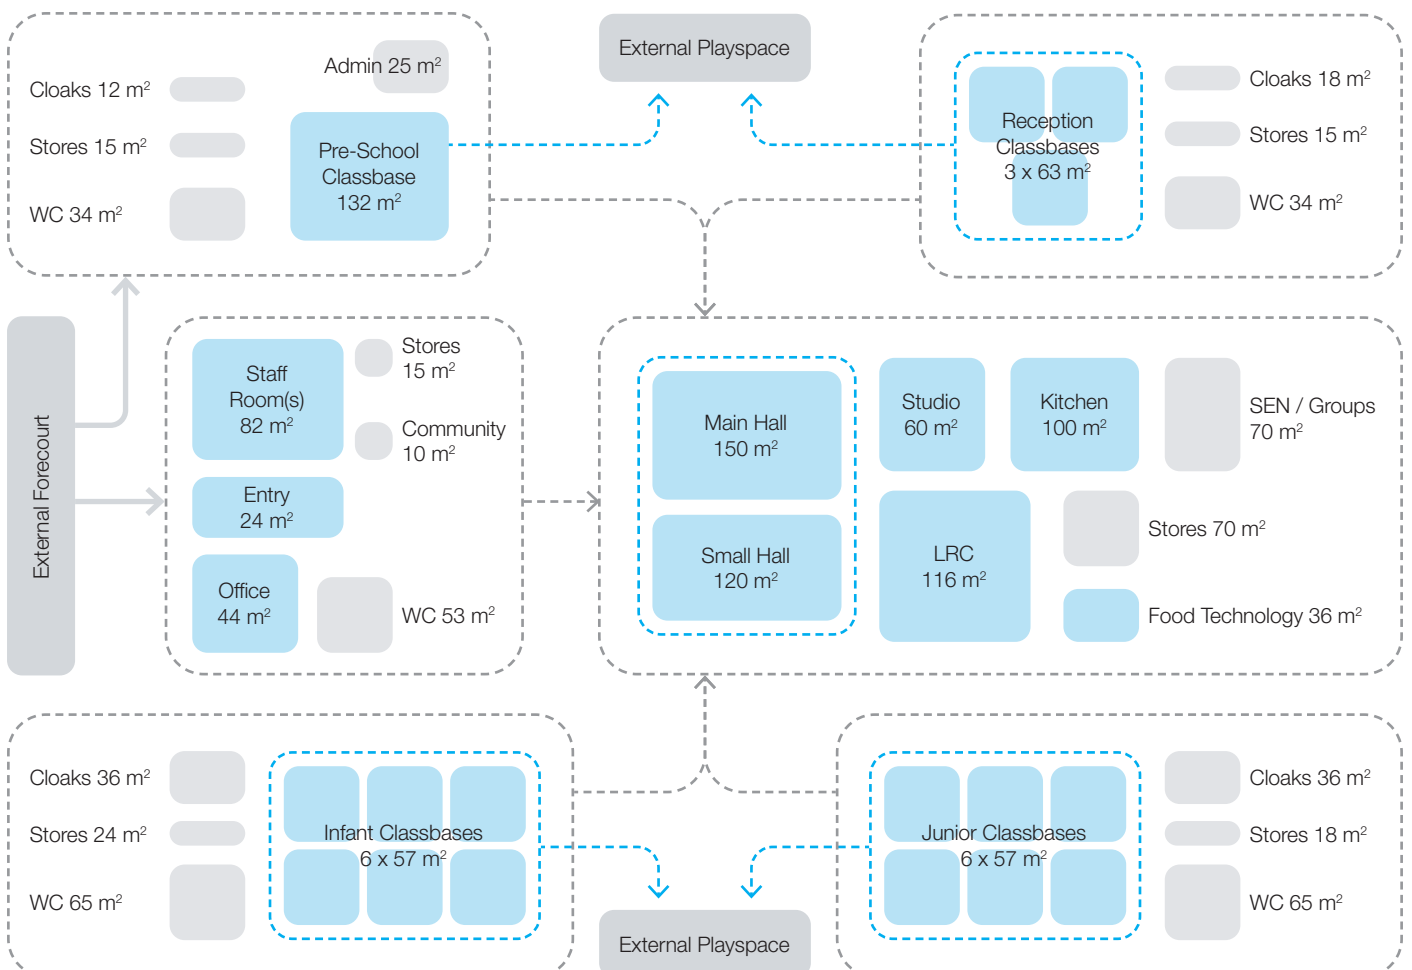 Cloaks 12 m²
Stores 15 m²
WC 34 m²
Admin 25 m²
Pre-School
Classbase
132 m²
External Playspace
Reception
Classbases
3 x 63 m²
Cloaks 18 m²
Stores 15 m²
WC 34 m²
External Forecourt
Staff
Room(s)
82 m²
Stores
15 m²
Community
10 m²
Entry
24 m²
Office
44 m²
WC 53 m²
Main Hall
150 m²
Small Hall
120 m²
Studio
60 m²
Kitchen
100 m²
SEN / Groups
70 m²
LRC
116 m²
Stores 70 m²
Food Technology 36 m²
Cloaks 36 m²
Stores 24 m²
WC 65 m²
Infant Classbases
6 x 57 m²
External Playspace
Junior Classbases
6 x 57 m²
Cloaks 36 m²
Stores 18 m²
WC 65 m²